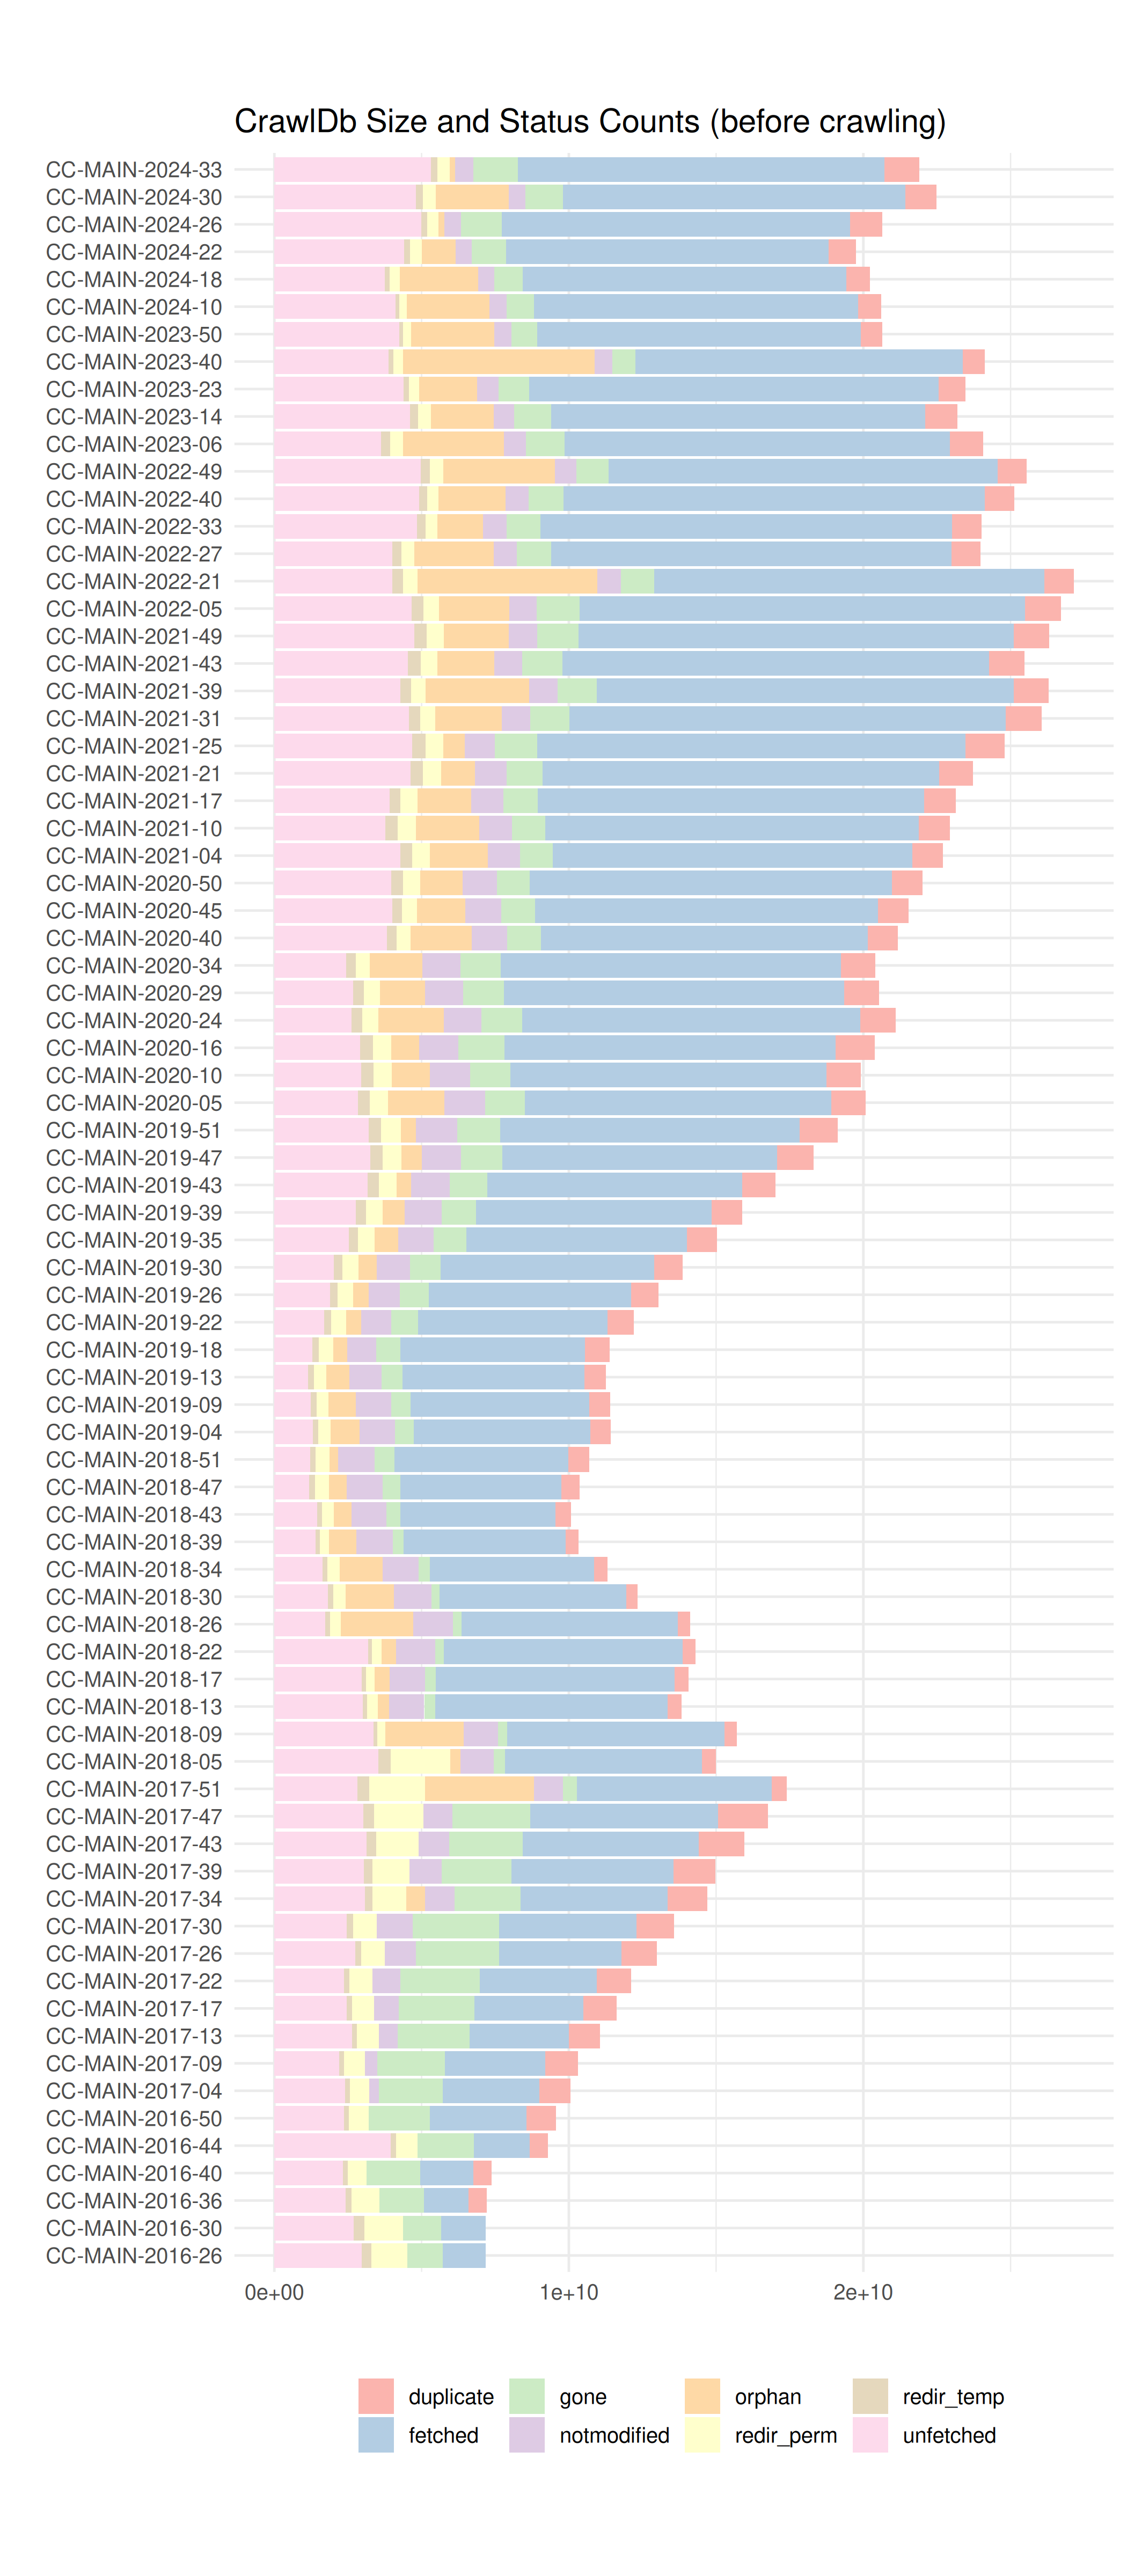 CrawlDb Size and Status Counts (before crawling)
CC-MAIN-2024-33
CC-MAIN-2024-30
CC-MAIN-2024-26
CC-MAIN-2024-22
CC-MAIN-2024-18
CC-MAIN-2024-10
CC-MAIN-2023-50
CC-MAIN-2023-40
CC-MAIN-2023-23
CC-MAIN-2023-14
CC-MAIN-2023-06
CC-MAIN-2022-49
CC-MAIN-2022-40
CC-MAIN-2022-33
CC-MAIN-2022-27
CC-MAIN-2022-21
CC-MAIN-2022-05
CC-MAIN-2021-49
CC-MAIN-2021-43
CC-MAIN-2021-39
CC-MAIN-2021-31
CC-MAIN-2021-25
CC-MAIN-2021-21
CC-MAIN-2021-17
CC-MAIN-2021-10
CC-MAIN-2021-04
CC-MAIN-2020-50
CC-MAIN-2020-45
CC-MAIN-2020-40
CC-MAIN-2020-34
CC-MAIN-2020-29
CC-MAIN-2020-24
CC-MAIN-2020-16
CC-MAIN-2020-10
CC-MAIN-2020-05
CC-MAIN-2019-51
CC-MAIN-2019-47
CC-MAIN-2019-43
CC-MAIN-2019-39
CC-MAIN-2019-35
CC-MAIN-2019-30
CC-MAIN-2019-26
CC-MAIN-2019-22
CC-MAIN-2019-18
CC-MAIN-2019-13
CC-MAIN-2019-09
CC-MAIN-2019-04
CC-MAIN-2018-51
CC-MAIN-2018-47
CC-MAIN-2018-43
CC-MAIN-2018-39
CC-MAIN-2018-34
CC-MAIN-2018-30
CC-MAIN-2018-26
CC-MAIN-2018-22
CC-MAIN-2018-17
CC-MAIN-2018-13
CC-MAIN-2018-09
CC-MAIN-2018-05
CC-MAIN-2017-51
CC-MAIN-2017-47
CC-MAIN-2017-43
CC-MAIN-2017-39
CC-MAIN-2017-34
CC-MAIN-2017-30
CC-MAIN-2017-26
CC-MAIN-2017-22
CC-MAIN-2017-17
CC-MAIN-2017-13
CC-MAIN-2017-09
CC-MAIN-2017-04
CC-MAIN-2016-50
CC-MAIN-2016-44
CC-MAIN-2016-40
CC-MAIN-2016-36
CC-MAIN-2016-30
CC-MAIN-2016-26
0e+00 1e+10 2e+10
duplicate gone orphan redir_temp
fetched notmodified redir_perm unfetched